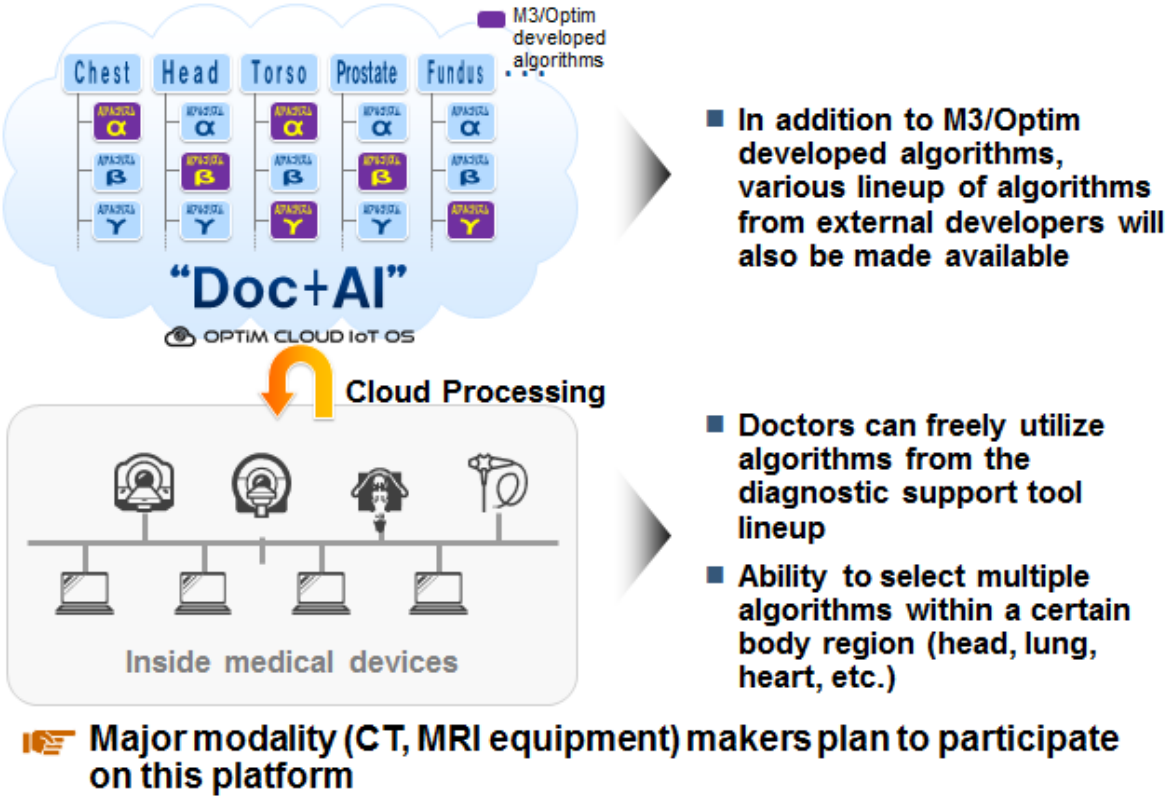 M3/Optim
developed
algorithms
Chest Head Torso Prostate Fundus ・・・
α α α α α
β β β β β
γ γ γ γ γ
“Doc+AI”
OPTiM CLOUD IoT OS
Cloud Processing
Inside medical devices
■ In addition to M3/Optim
developed algorithms,
various lineup of algorithms
from external developers will
also be made available
■ Doctors can freely utilize
algorithms from the
diagnostic support tool
lineup
■ Ability to select multiple
algorithms within a certain
body region (head, lung,
heart, etc.)
Major modality (CT, MRI equipment) makers plan to participate
on this platform